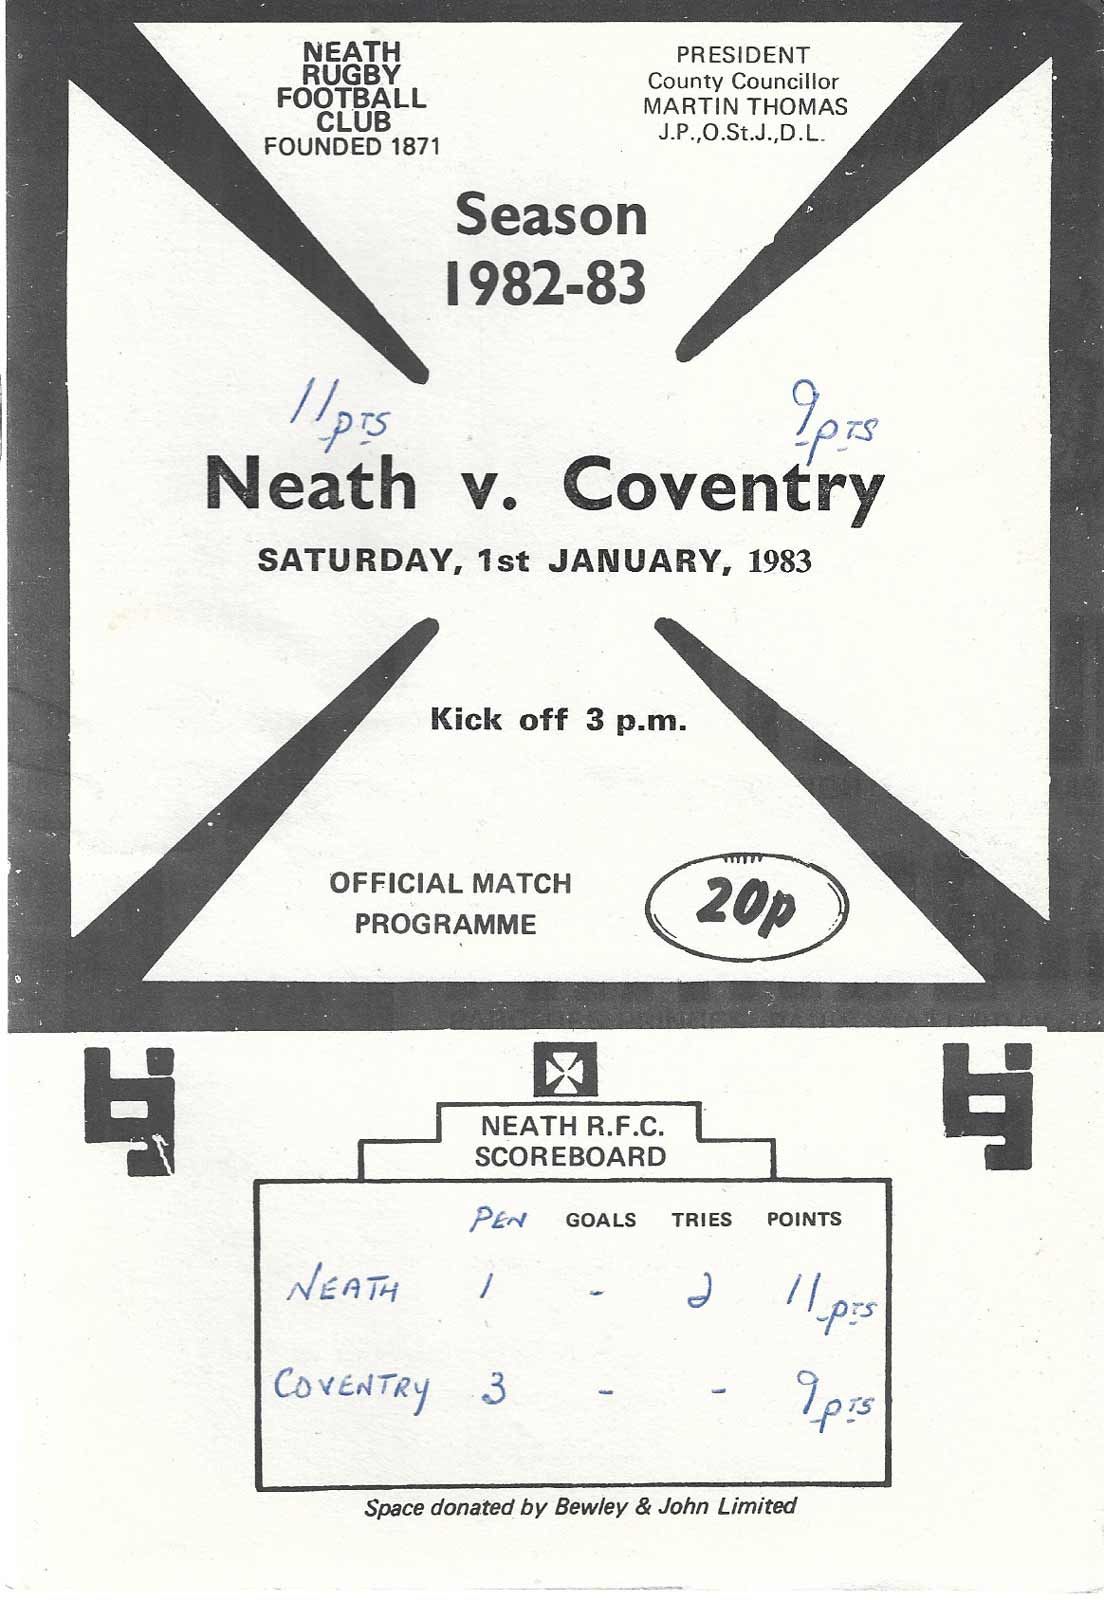 NEATH
RUGBY
FOOTBALL
CLUB
FOUNDED 1871
PRESIDENT
County Councillor
MARTIN THOMAS
J.P.,O.St.J.,D.L.
Season
1982-83
11 pts 9 pts
Neath v. Coventry
SATURDAY, 1st JANUARY, 1983
Kick off 3 p.m.
OFFICIAL MATCH
PROGRAMME
20p
NEATH R.F.C.
SCOREBOARD
PEN GOALS TRIES POINTS
NEATH 1 - 2 11 pts
COVENTRY 3 - - 9 pts
Space donated by Bewley & John Limited